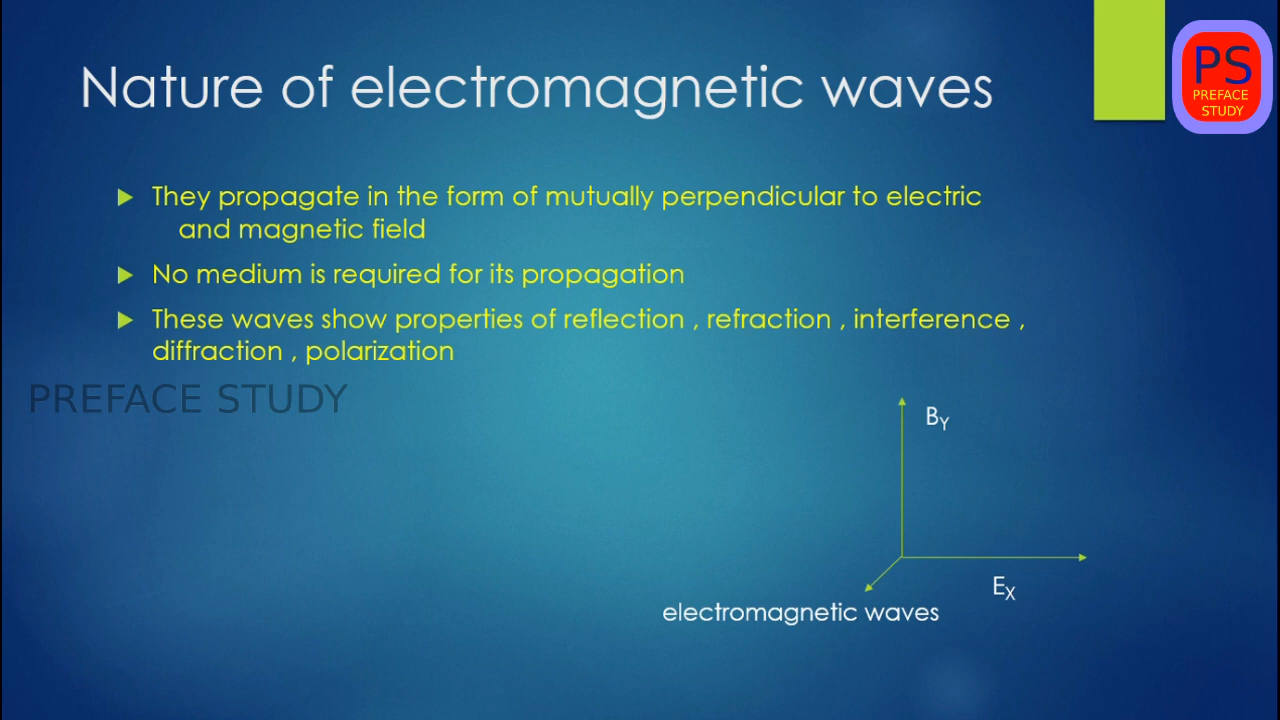 Nature of electromagnetic waves
PS
PREFACE
STUDY
They propagate in the form of mutually perpendicular to electric
and magnetic field
No medium is required for its propagation
These waves show properties of reflection , refraction , interference ,
diffraction , polarization
PREFACE STUDY
BY
EX
electromagnetic waves